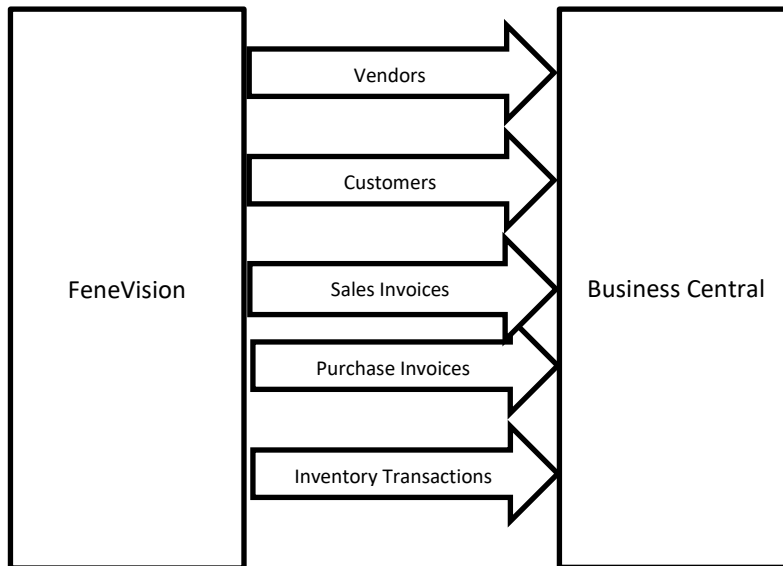 Vendors
Customers
FeneVision
Sales Invoices
Business Central
Purchase Invoices
Inventory Transactions